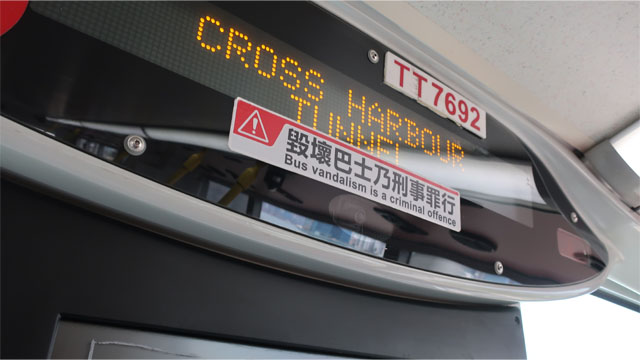 CROSS HARBOUR
TUNNEL
TT7692
毀壞巴士乃刑事罪行
Bus vandalism is a criminal offence